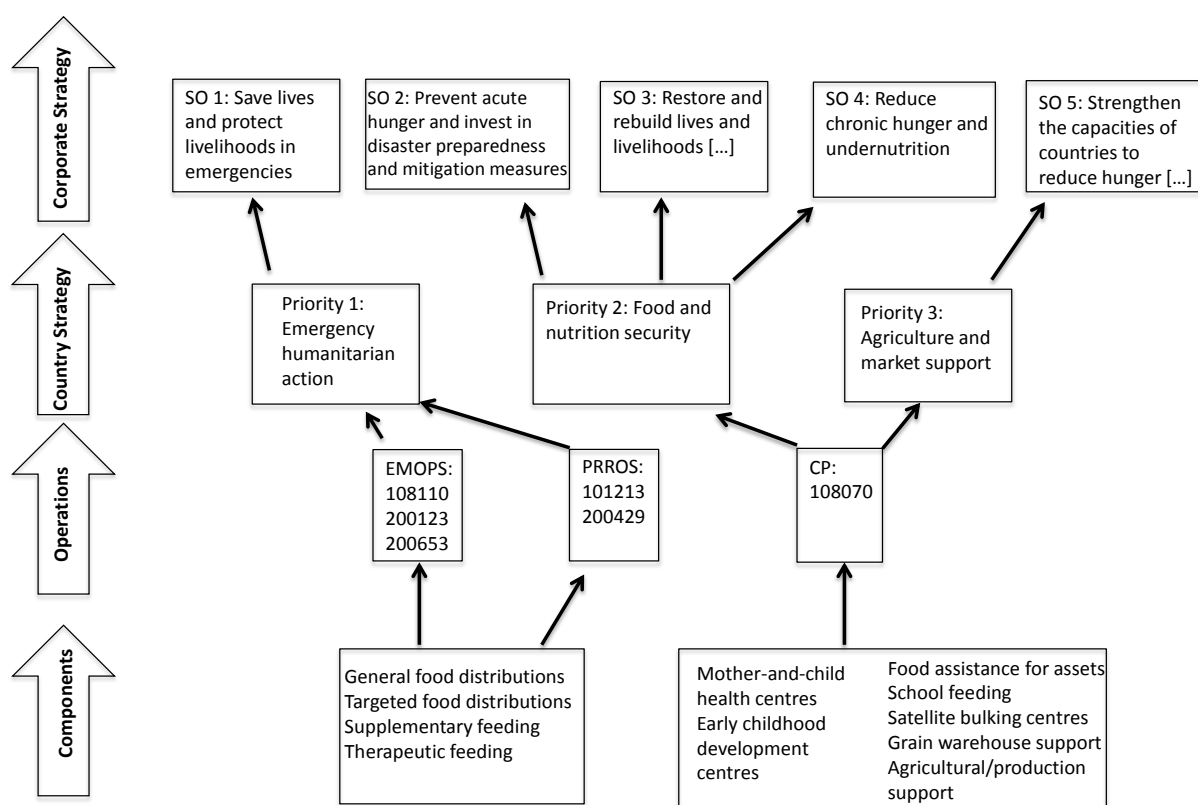 Corporate Strategy
SO 1: Save lives
and protect
livelihoods in
emergencies
SO 2: Prevent acute
hunger and invest in
disaster preparedness
and mitigation measures
SO 3: Restore and
rebuild lives and
livelihoods […]
SO 4: Reduce
chronic hunger and
undernutrition
SO 5: Strengthen
the capacities of
countries to
reduce hunger […]
Country Strategy
Priority 1:
Emergency
humanitarian
action
Priority 2: Food and
nutrition security
Priority 3:
Agriculture and
market support
Operations
EMOPS:
108110
200123
200653
PRROS:
101213
200429
CP:
108070
Components
General food distributions
Targeted food distributions
Supplementary feeding
Therapeutic feeding
Mother-and-child
health centres
Early childhood
development
centres
Food assistance for assets
School feeding
Satellite bulking centres
Grain warehouse support
Agricultural/production
support